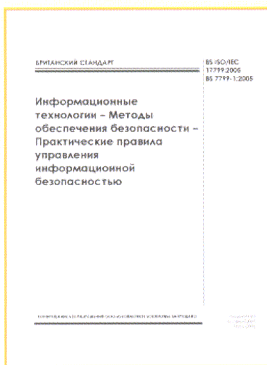 БРИТАНСКИЙ СТАНДАРТ
BS ISO/IEC
17799:2005
BS 7799-1:2005
Информационные
технологии – Методы
обеспечения безопасности –
Практические правила
управления
информационной
безопасностью